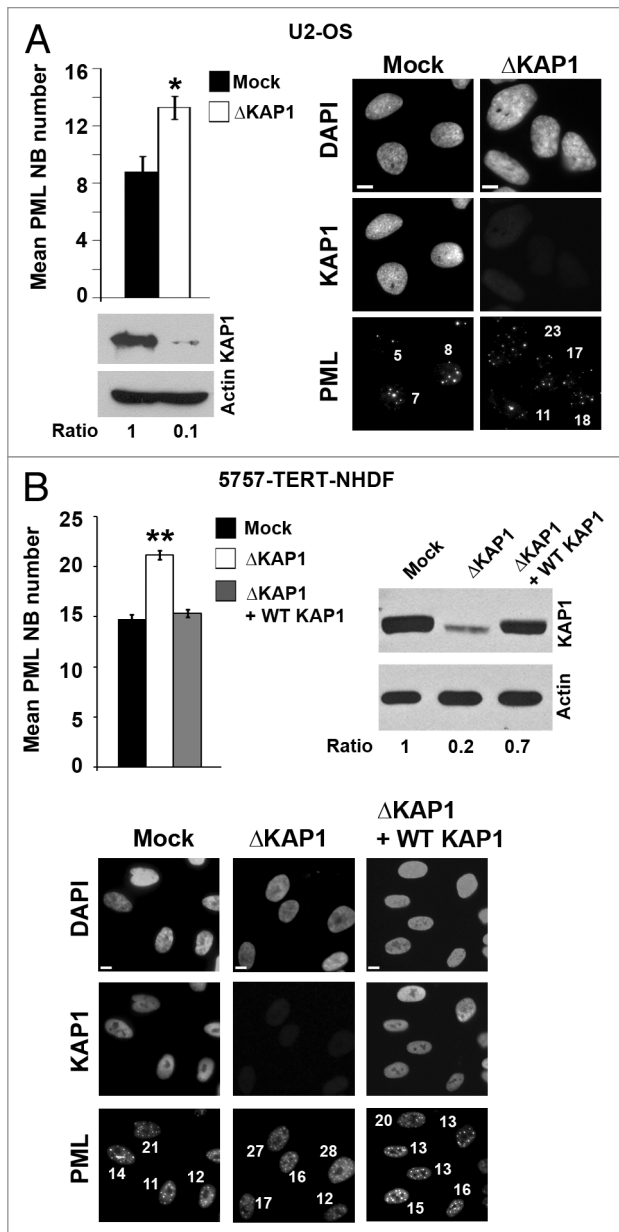 A
U2-OS
16
12
8
4
0
Mean PML NB number
*
Mock
ΔKAP1
Actin KAP1
Ratio 1 0.1
Mock ΔKAP1
DAPI
KAP1
PML
5
8
7
23
17
11
18
B
5757-TERT-NHDF
25
20
15
10
5
0
Mean PML NB number
**
Mock
ΔKAP1
ΔKAP1
+ WT KAP1
Mock
ΔKAP1
ΔKAP1
+ WT KAP1
KAP1
Actin
Ratio 1 0.2 0.7
Mock ΔKAP1 ΔKAP1
+ WT KAP1
DAPI
KAP1
PML
21
14
11
12
27
28
16
17
12
20
13
13
13
16
15